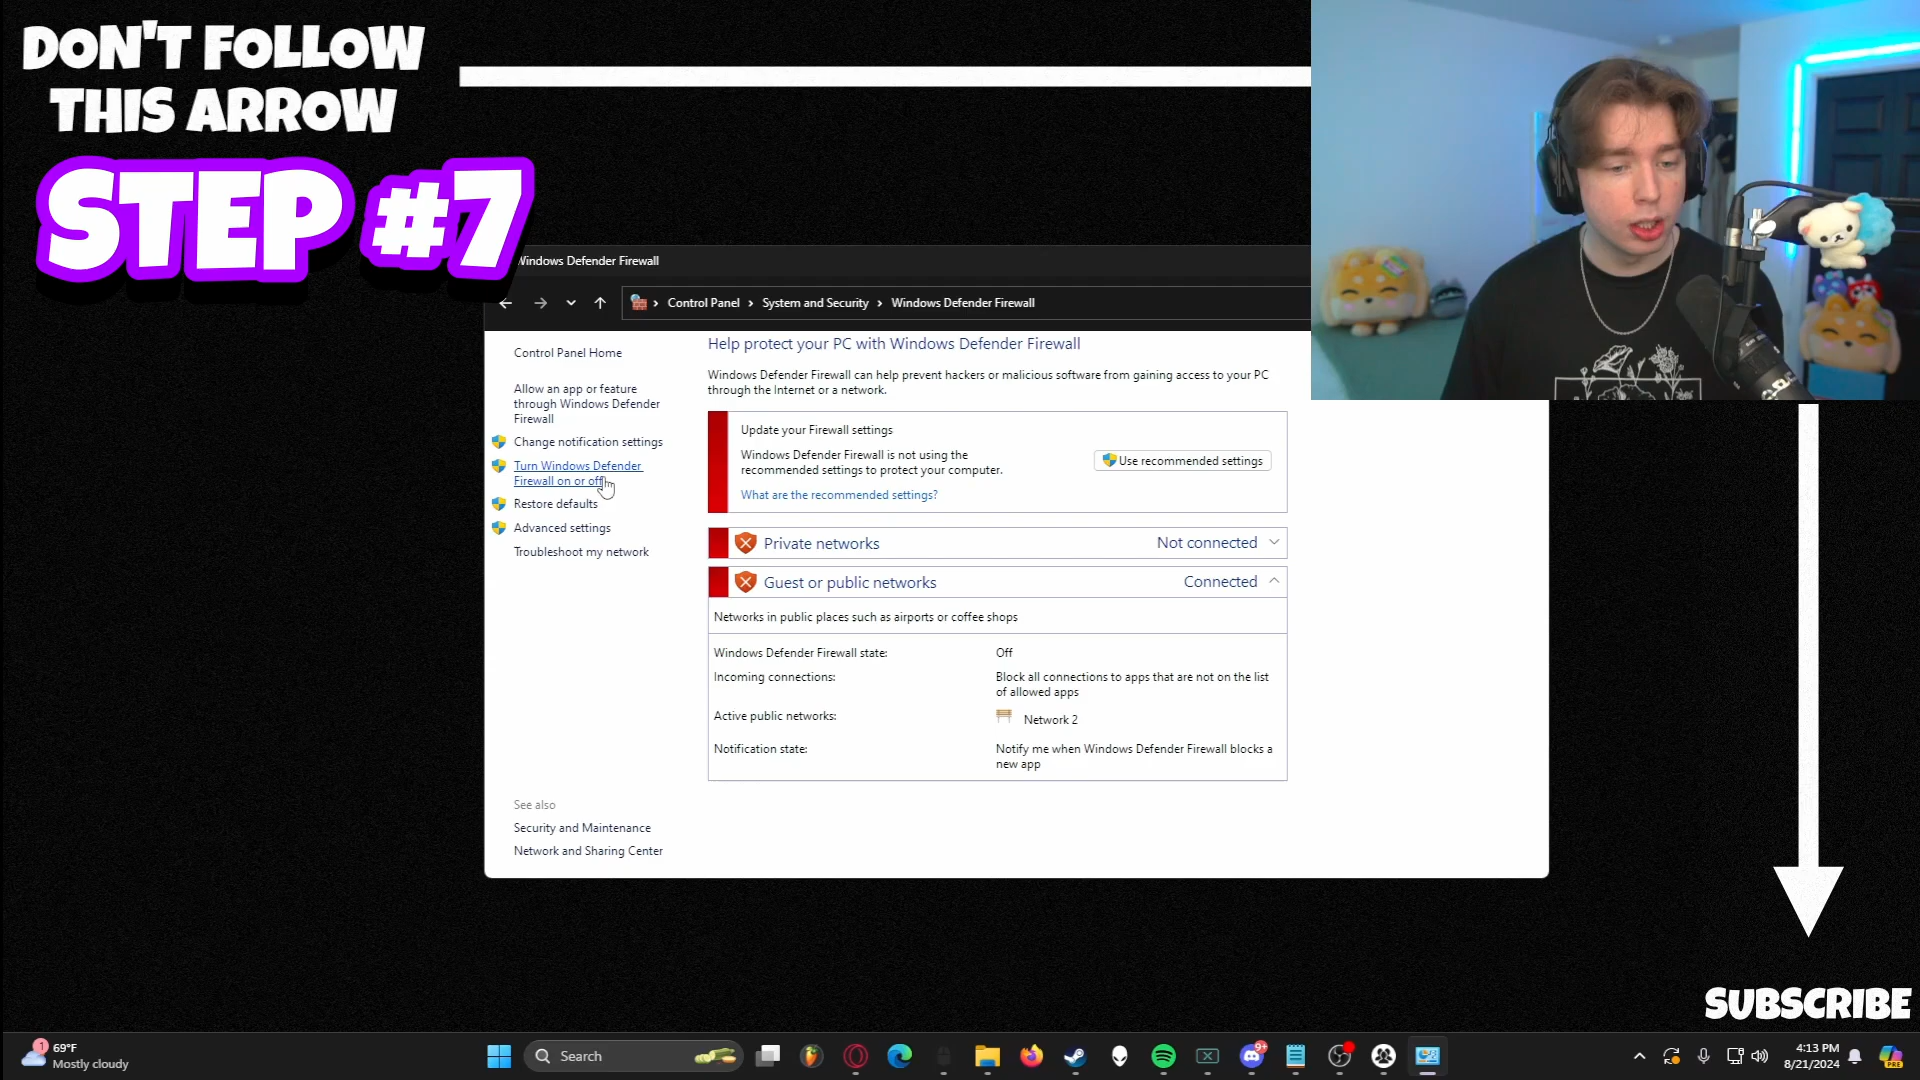 DON'T FOLLOW
THIS ARROW
STEP #7
Windows Defender Firewall
Control Panel
System and Security
Windows Defender Firewall
Control Panel Home
Allow an app or feature
through Windows Defender
Firewall
Change notification settings
Turn Windows Defender
Firewall on or off
Restore defaults
Advanced settings
Troubleshoot my network
See also
Security and Maintenance
Network and Sharing Center
Help protect your PC with Windows Defender Firewall
Windows Defender Firewall can help prevent hackers or malicious software from gaining access to your PC
through the Internet or a network.
Update your Firewall settings
Windows Defender Firewall is not using the
recommended settings to protect your computer.
Use recommended settings
What are the recommended settings?
Private networks Not connected
Guest or public networks Connected
Networks in public places such as airports or coffee shops
Windows Defender Firewall state: Off
Incoming connections: Block all connections to apps that are not on the list
of allowed apps
Active public networks: Network 2
Notification state: Notify me when Windows Defender Firewall blocks a
new app
SUBSCRIBE
1
69°F
Mostly cloudy
Search
9+
4:13 PM
8/21/2024
PRE